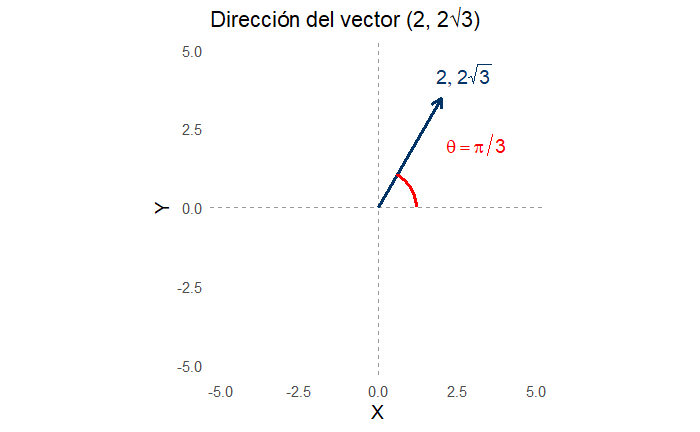 Dirección del vector (2, 2√3)
5.0
2, 2√3
2.5
θ = π/3
Y
0.0
-2.5
-5.0
-5.0 -2.5 0.0 2.5 5.0
X